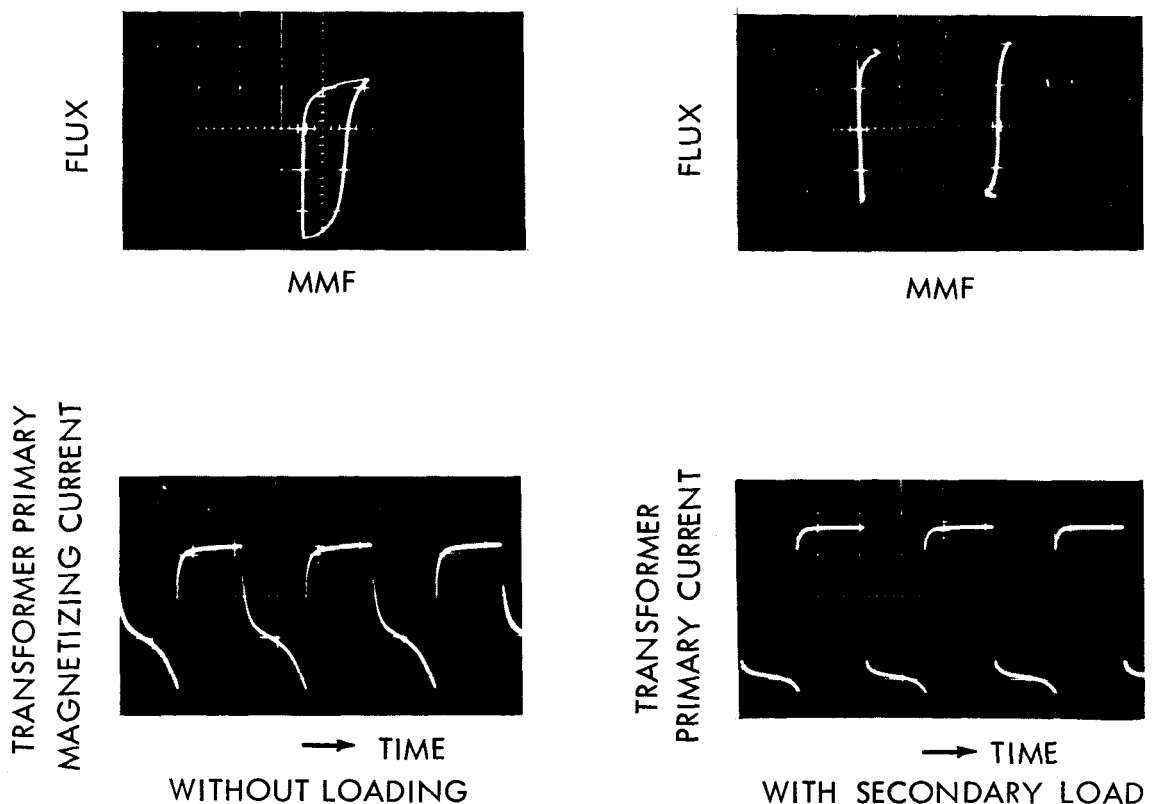 FLUX
MMF
FLUX
MMF
TRANSFORMER PRIMARY
MAGNETIZING CURRENT
TIME
WITHOUT LOADING
TRANSFORMER
PRIMARY CURRENT
TIME
WITH SECONDARY LOAD